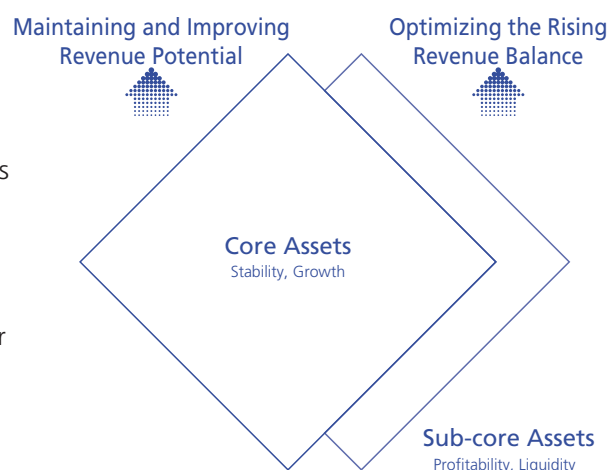 Maintaining and Improving
Revenue Potential
Optimizing the Rising
Revenue Balance
s
Core Assets
Stability, Growth
r
Sub-core Assets
Profitability, Liquidity